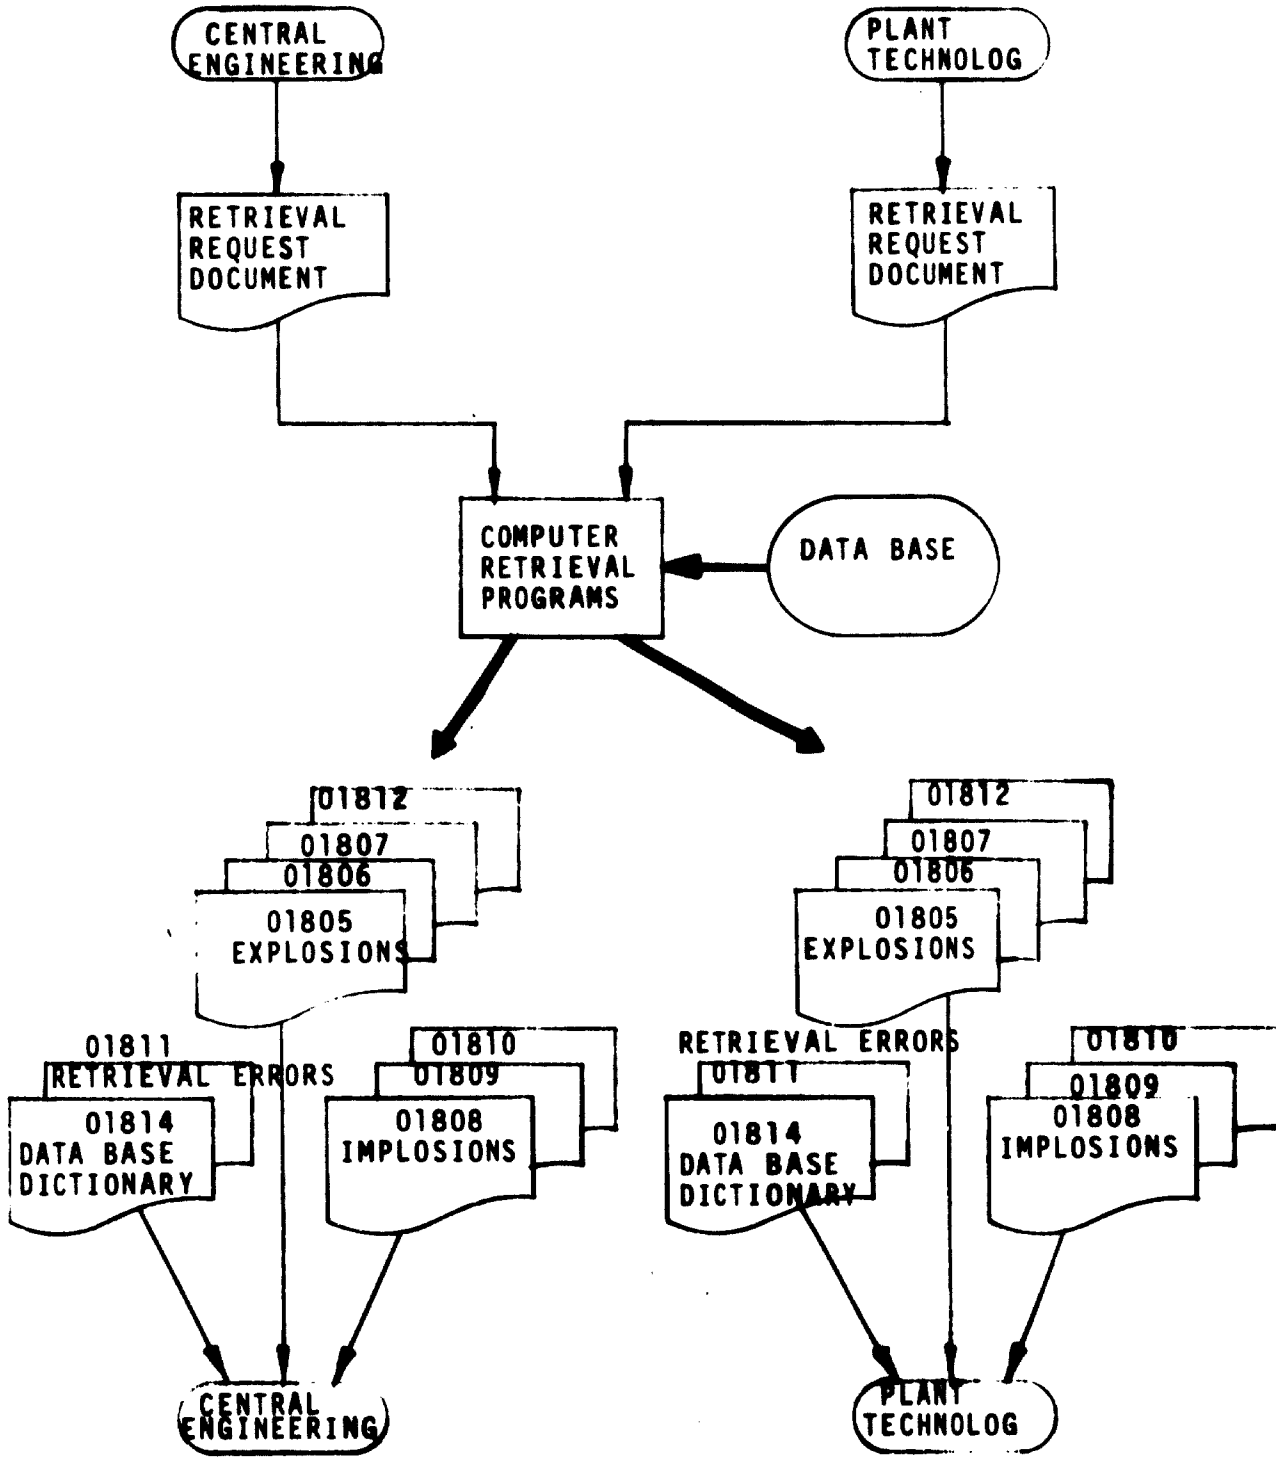 CENTRAL
ENGINEERING
PLANT
TECHNOLOG
RETRIEVAL
REQUEST
DOCUMENT
RETRIEVAL
REQUEST
DOCUMENT
COMPUTER
RETRIEVAL
PROGRAMS
DATA BASE
01812
01807
01806
01805
EXPLOSIONS
01812
01807
01806
01805
EXPLOSIONS
01811
RETRIEVAL ERRORS
01814
DATA BASE
DICTIONARY
01810
01809
01808
IMPLOSIONS
RETRIEVAL ERRORS
01811
01814
DATA BASE
DICTIONARY
01810
01809
01808
IMPLOSIONS
CENTRAL
ENGINEERING
PLANT
TECHNOLOG